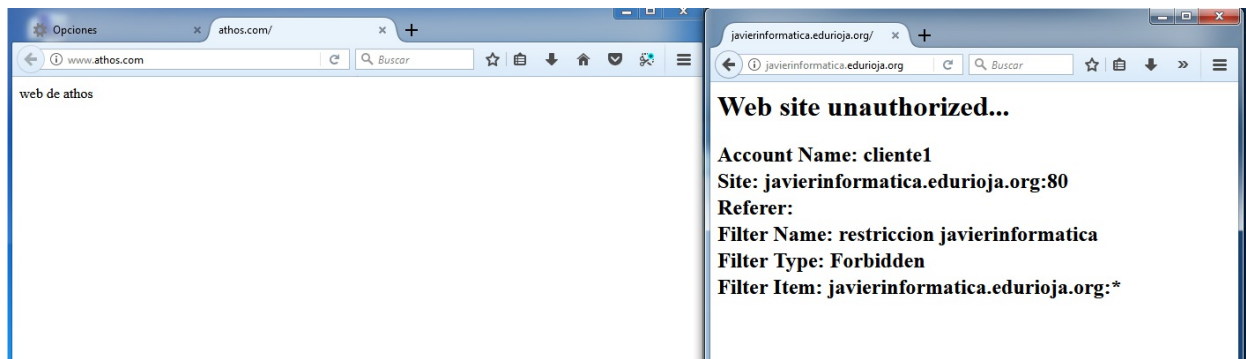 Opciones
athos.com/
www.athos.com
Buscar
web de athos
javierinformatica.edurioja.org/
javierinformatica.edurioja.org
Buscar
Web site unauthorized...
Account Name: cliente1
Site: javierinformatica.edurioja.org:80
Referer:
Filter Name: restriccion javierinformatica
Filter Type: Forbidden
Filter Item: javierinformatica.edurioja.org:*